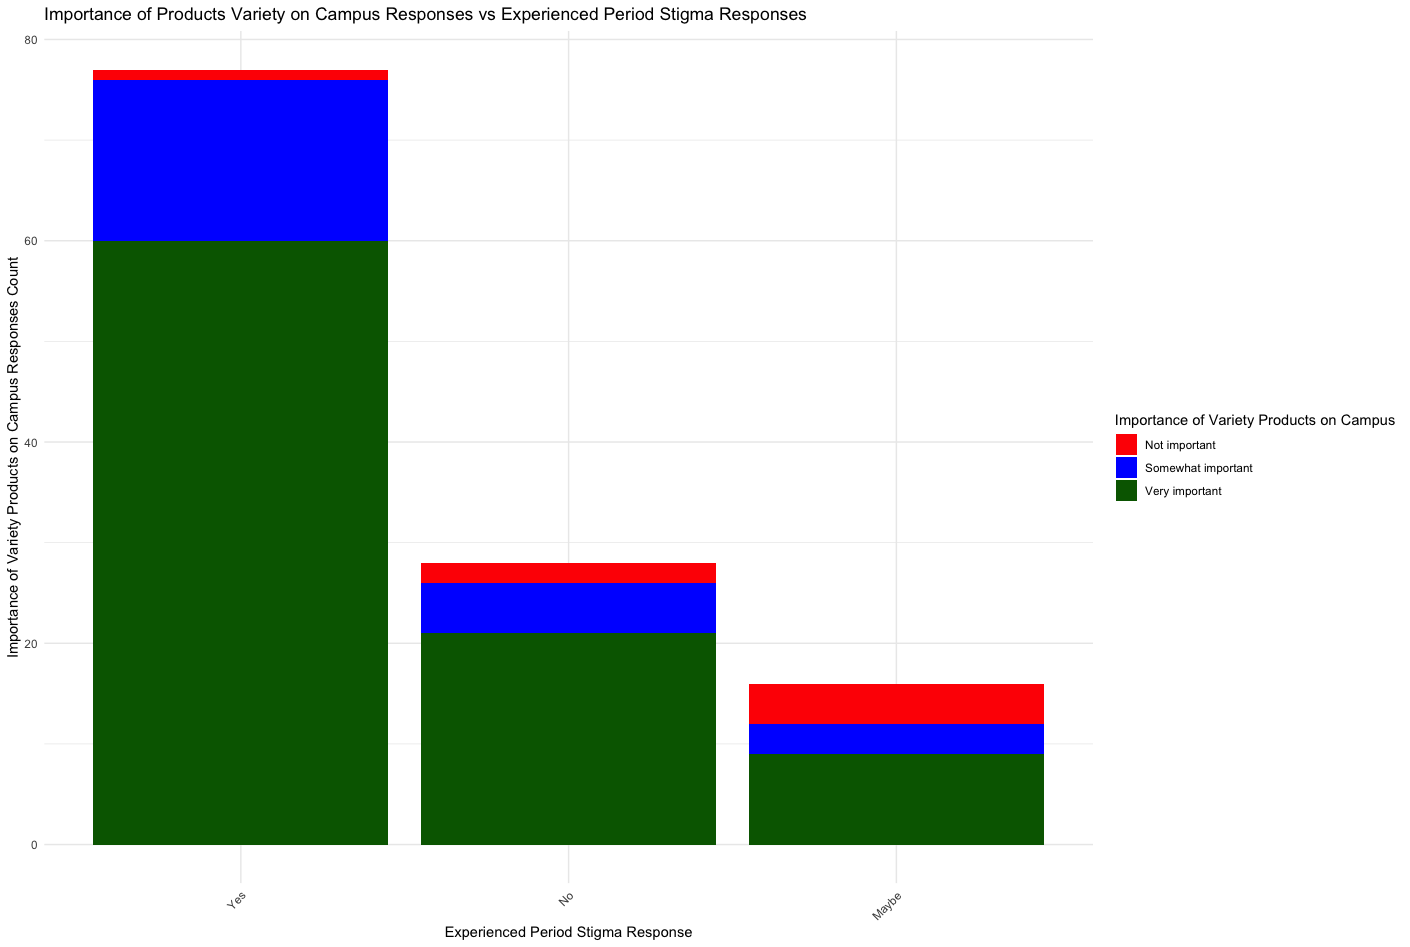 Importance of Products Variety on Campus Responses vs Experienced Period Stigma Responses
Importance of Variety Products on Campus Responses Count
80
60
40
20
0
Yes
No
Maybe
Experienced Period Stigma Response
Importance of Variety Products on Campus
Not important
Somewhat important
Very important